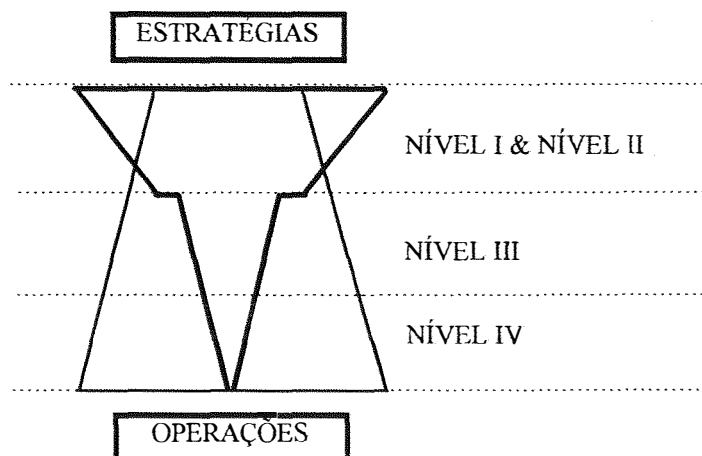 ESTRATÉGIAS
NÍVEL I & NÍVEL II
NÍVEL III
NÍVEL IV
OPERAÇÕES